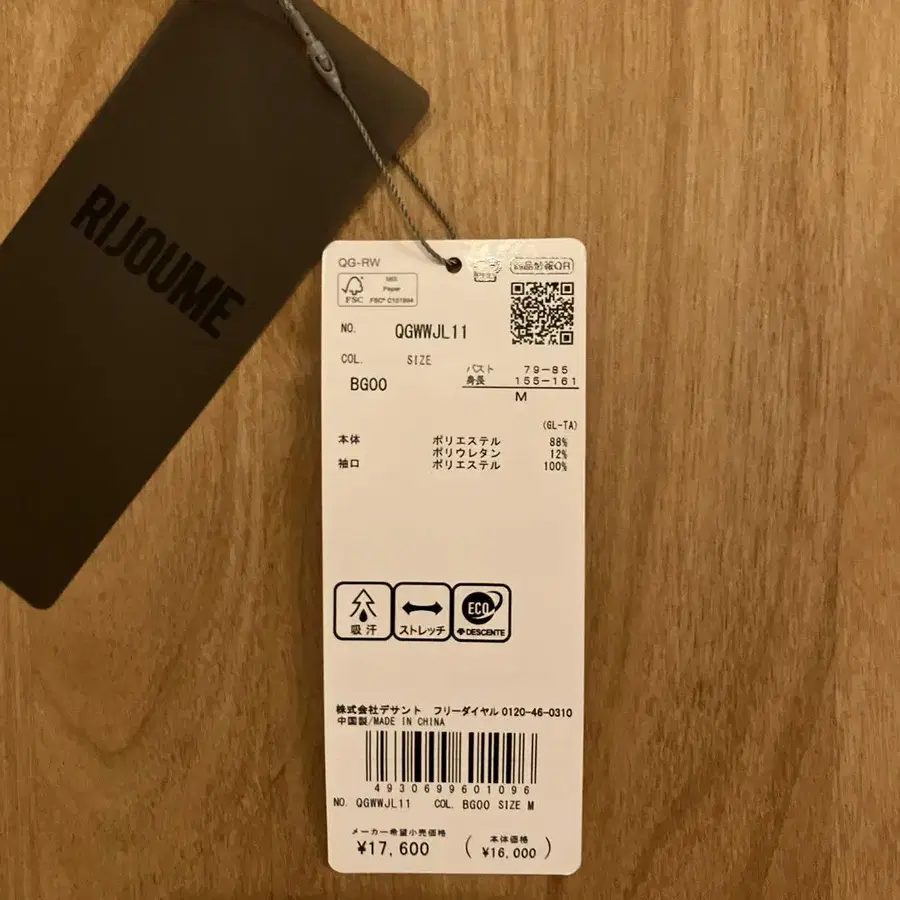 RIJOUME
QG-RW
FSC
MIX
Paper
FSC® C101994
NO. QGWWJL11
COL. SIZE
BG00
バスト 79-85
身長 155-161
M
(GL-TA)
本体 ポリエステル 88%
ポリウレタン 12%
袖口 ポリエステル 100%
吸汗
ストレッチ
ECO
DESCENTE
株式会社デサント フリーダイヤル 0120-46-0310
中国製/MADE IN CHINA
4930699601096
NO. QGWWJL11 COL. BG00 SIZE M
メーカー希望小売価格
¥17,600
(本体価格
¥16,000)